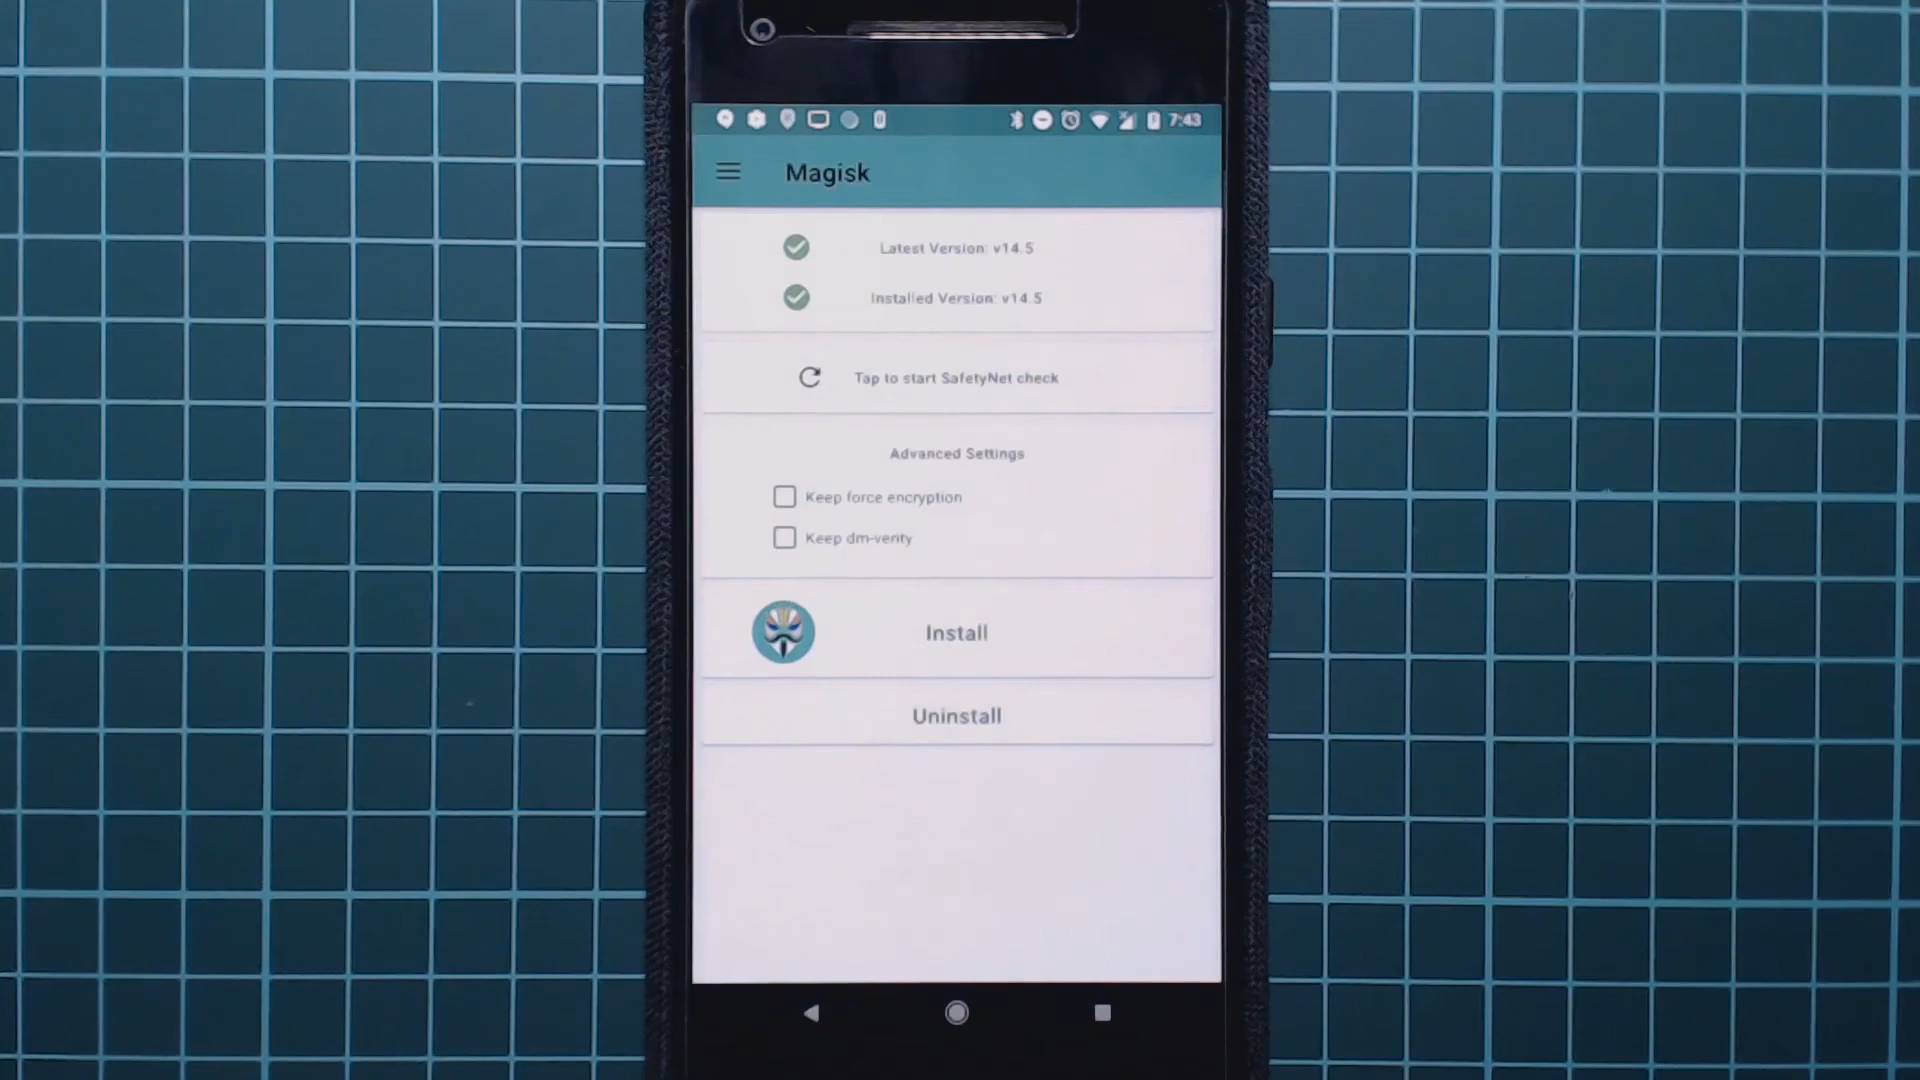 7:43
Magisk
Latest Version: v14.5
Installed Version: v14.5
Tap to start SafetyNet check
Advanced Settings
Keep force encryption
Keep dm-verity
Install
Uninstall